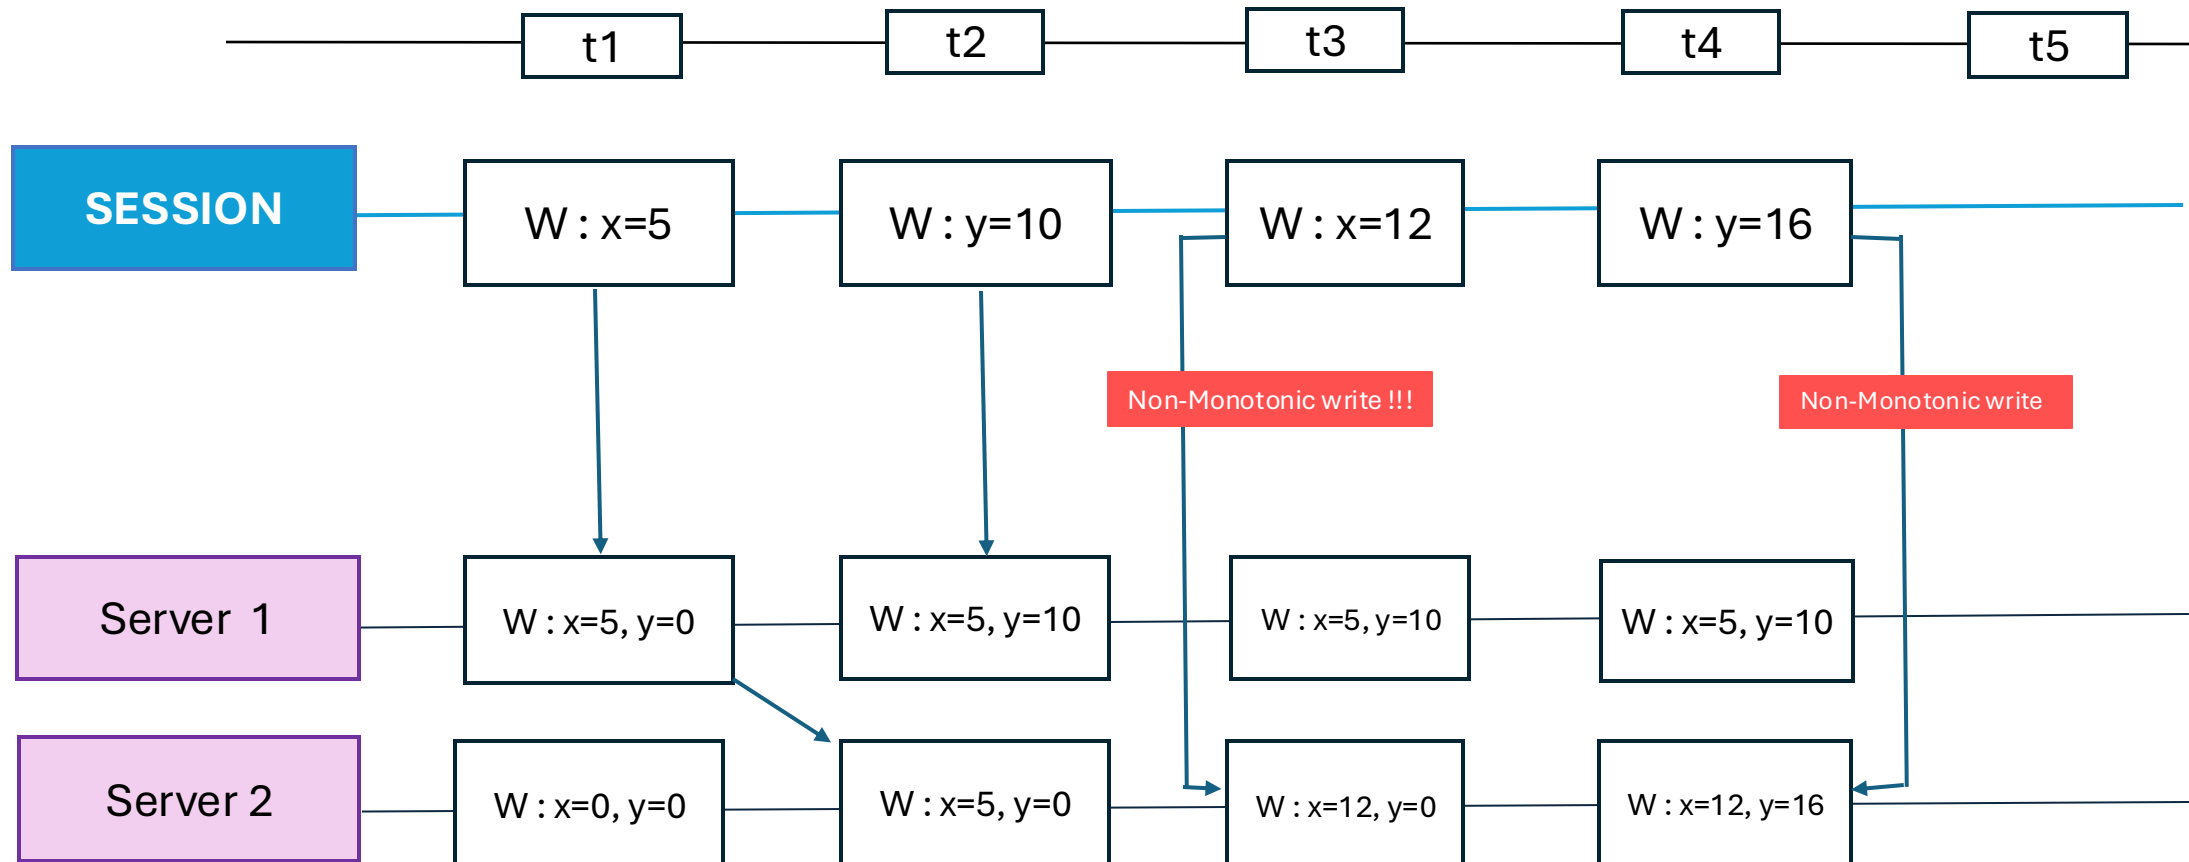 t1
t2
t3
t4
t5
SESSION
W : x=5
W : y=10
W : x=12
W : y=16
Non-Monotonic write !!!
Non-Monotonic write
Server 1
W : x=5, y=0
W : x=5, y=10
W : x=5, y=10
W : x=5, y=10
Server 2
W : x=0, y=0
W : x=5, y=0
W : x=12, y=0
W : x=12, y=16